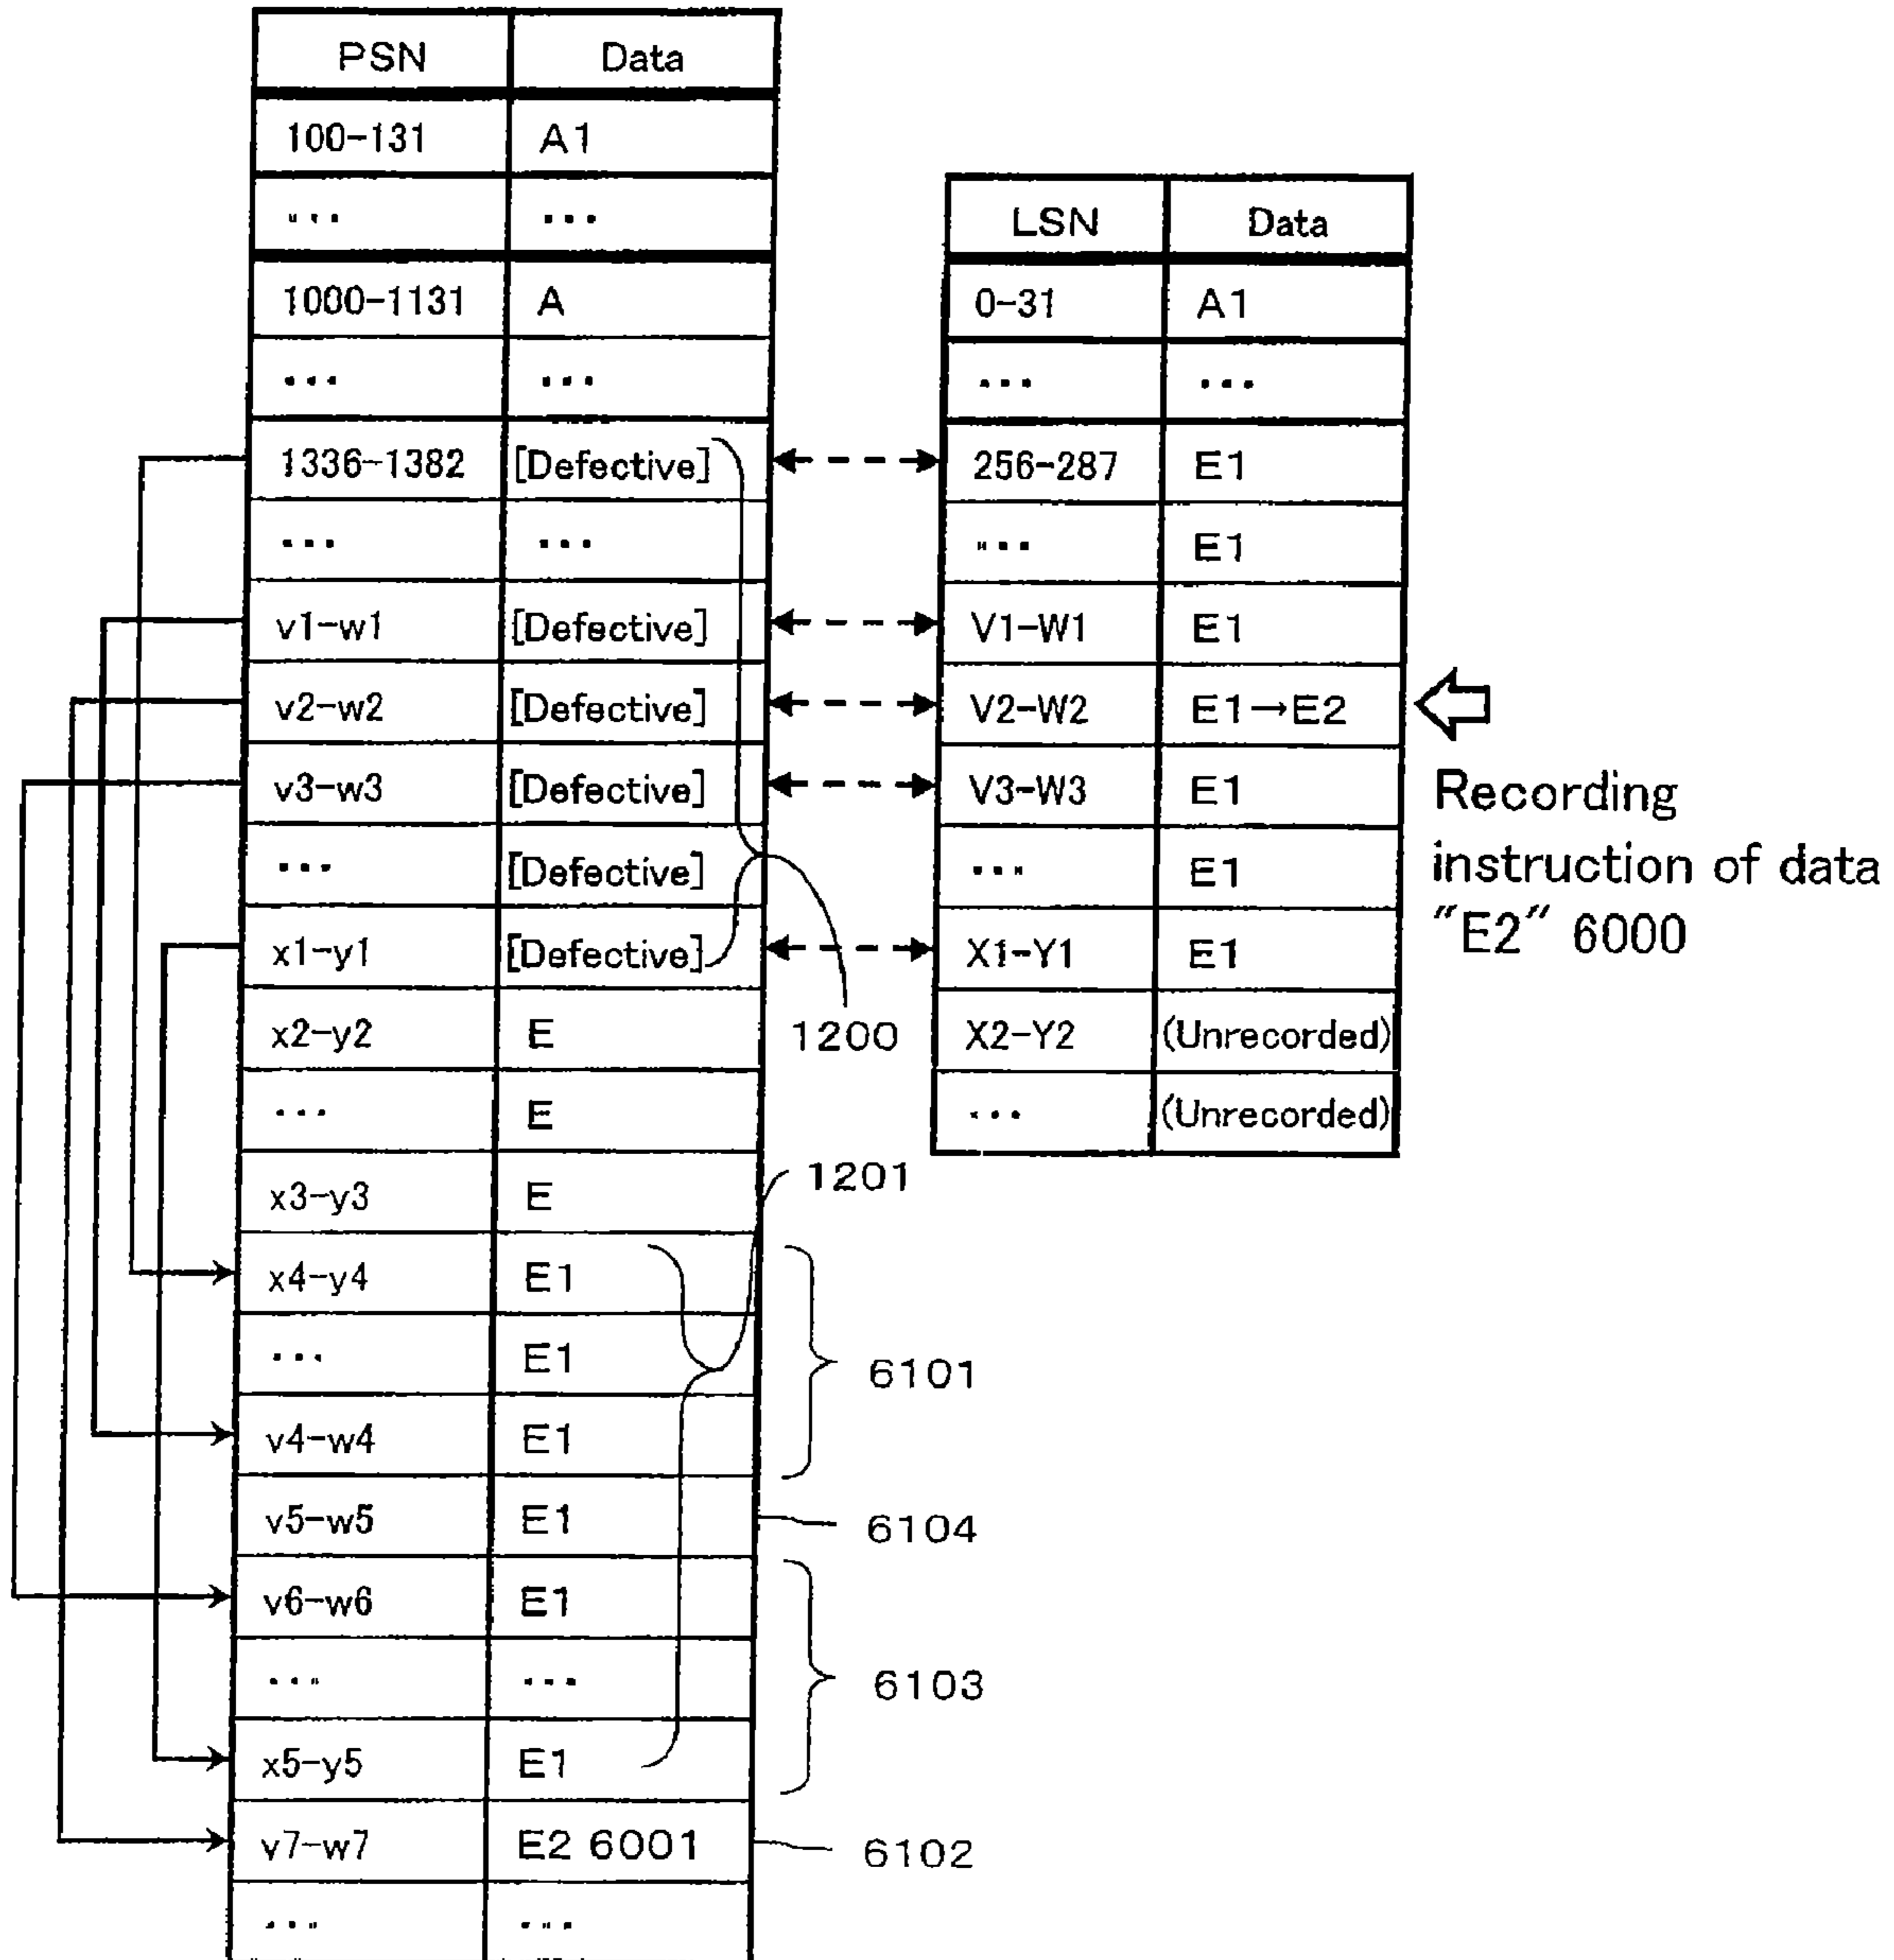 PSN Data
100-131 A1
... ...
1000-1131 A
... ...
1336-1382 [Defective]
... ...
v1-w1 [Defective]
v2-w2 [Defective]
v3-w3 [Defective]
... [Defective]
x1-y1 [Defective]
x2-y2 E
... E
x3-y3 E
x4-y4 E1
... E1
v4-w4 E1
v5-w5 E1
v6-w6 E1
... ...
x5-y5 E1
v7-w7 E2 6001
... ...
LSN Data
0-31 A1
... ...
256-287 E1
... E1
V1-W1 E1
V2-W2 E1→E2
V3-W3 E1
... E1
X1-Y1 E1
X2-Y2 (Unrecorded)
... (Unrecorded)
Recording
instruction of data
"E2" 6000
1200
1201
6101
6104
6103
6102